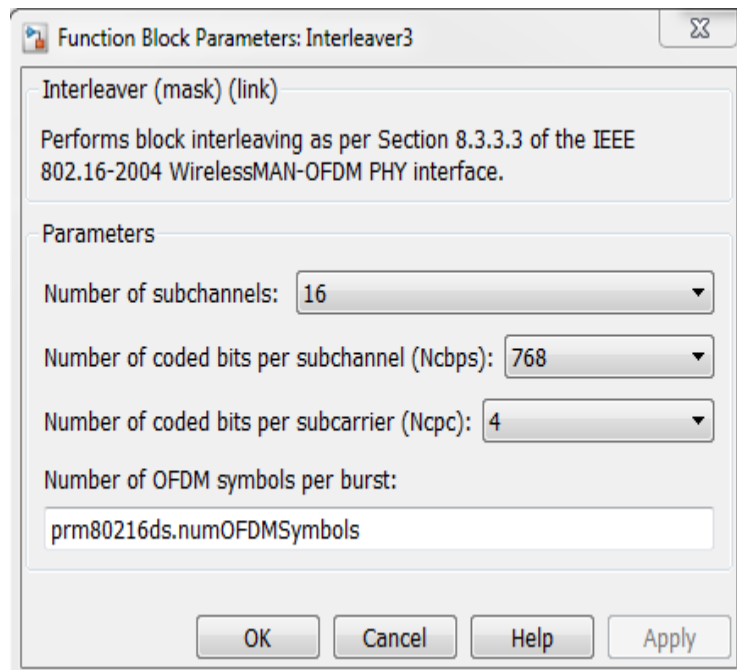 Function Block Parameters: Interleaver3
Interleaver (mask) (link)
Performs block interleaving as per Section 8.3.3.3 of the IEEE
802.16-2004 WirelessMAN-OFDM PHY interface.
Parameters
Number of subchannels: 16
Number of coded bits per subchannel (Ncbps): 768
Number of coded bits per subcarrier (Ncpc): 4
Number of OFDM symbols per burst:
prm80216ds.numOFDMSymbols
OK Cancel Help Apply